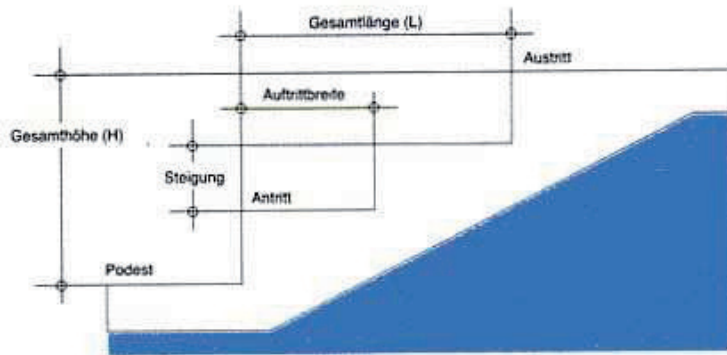 Gesamtlänge (L)
Austritt
Auftrittbreite
Gesamthöhe (H)
Steigung
Antritt
Podest